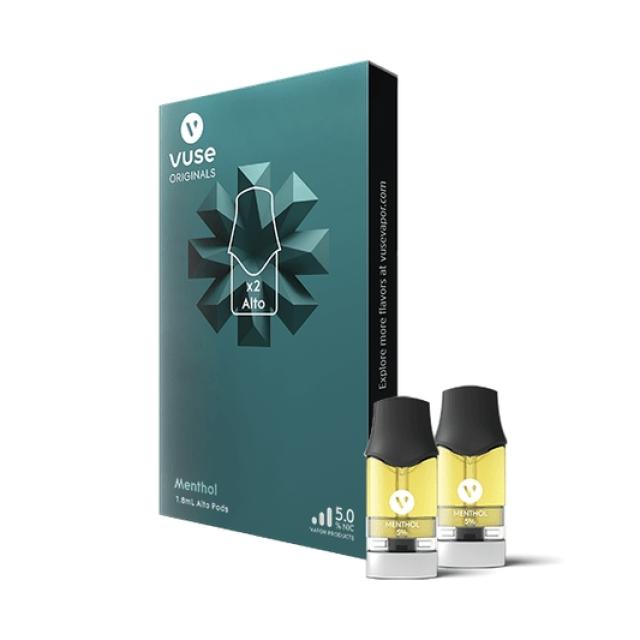 vuse
ORIGINALS
x2
Alto
Explore more flavors at vusevapor.com
Menthol
1.8mL Alto Pods
5.0
% NIC
VAPOR PRODUCTS
MENTHOL
5%
MENTHOL
5%